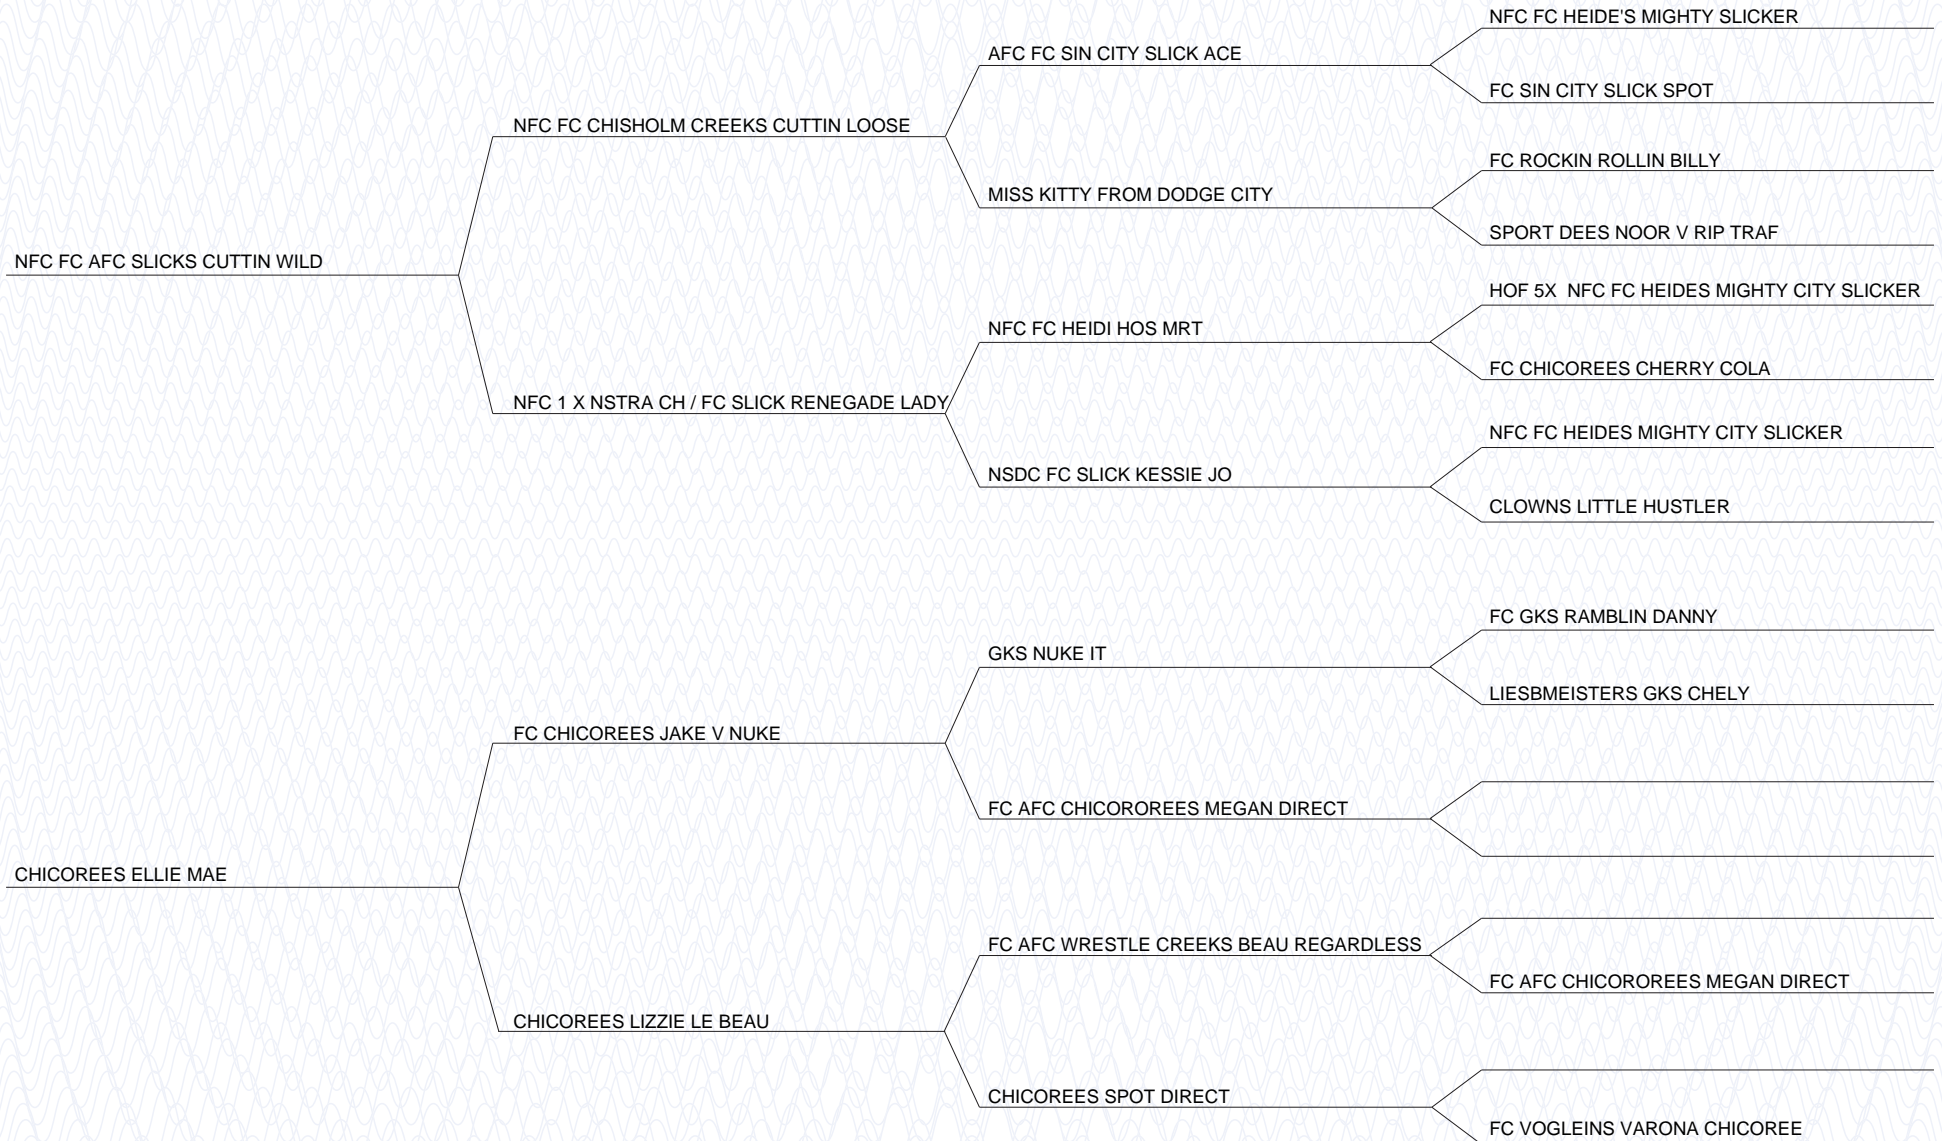 NFC FC HEIDE'S MIGHTY SLICKER
AFC FC SIN CITY SLICK ACE
FC SIN CITY SLICK SPOT
NFC FC CHISHOLM CREEKS CUTTIN LOOSE
FC ROCKIN ROLLIN BILLY
MISS KITTY FROM DODGE CITY
SPORT DEES NOOR V RIP TRAF
NFC FC AFC SLICKS CUTTIN WILD
HOF 5X  NFC FC HEIDES MIGHTY CITY SLICKER
NFC FC HEIDI HOS MRT
FC CHICOREES CHERRY COLA
NFC 1 X NSTRA CH / FC SLICK RENEGADE LADY
NFC FC HEIDES MIGHTY CITY SLICKER
NSDC FC SLICK KESSIE JO
CLOWNS LITTLE HUSTLER
FC GKS RAMBLIN DANNY
GKS NUKE IT
LIESBMEISTERS GKS CHELY
FC CHICOREES JAKE V NUKE
FC AFC CHICOROREES MEGAN DIRECT
CHICOREES ELLIE MAE
FC AFC WRESTLE CREEKS BEAU REGARDLESS
FC AFC CHICOROREES MEGAN DIRECT
CHICOREES LIZZIE LE BEAU
CHICOREES SPOT DIRECT
FC VOGLEINS VARONA CHICOREE